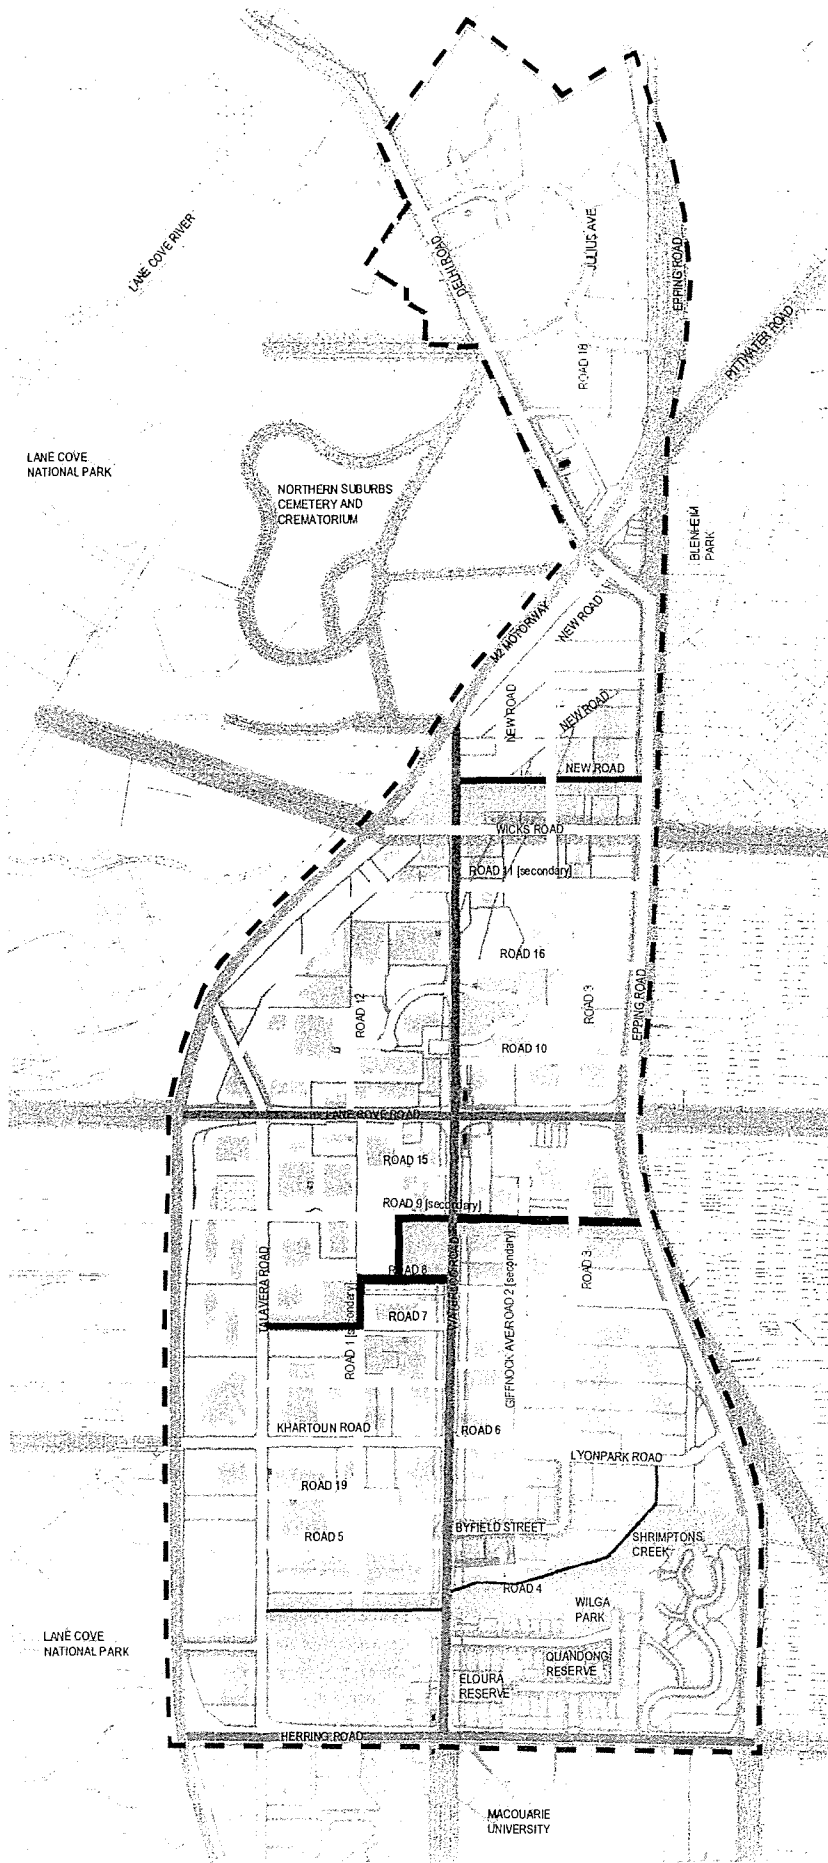 LANE COVE RIVER
DELHI ROAD
JULIUS AVE
EPPING ROAD
PITTWATER ROAD
ROAD 18
LANE COVE
NATIONAL PARK
NORTHERN SUBURBS
CEMETERY AND
CREMATORIUM
BLENHEIM
PARK
M2 MOTORWAY
NEW ROAD
NEW ROAD
NEW ROAD
NEW ROAD
WICKS ROAD
ROAD 11 [secondary]
ROAD 16
ROAD 12
ROAD 3
EPPING ROAD
ROAD 10
LANE COVE ROAD
ROAD 15
ROAD 9 [secondary]
TALAVERA ROAD
ROAD 8
WATERLOO ROAD
GIFFNOCK AVE/ROAD 2 [secondary]
ROAD 3
ROAD 1 [secondary]
ROAD 7
KHARTOUN ROAD
ROAD 6
LYONPARK ROAD
ROAD 19
ROAD 5
BYFIELD STREET
SHRIMPTONS
CREEK
ROAD 4
WILGA
PARK
LANE COVE
NATIONAL PARK
QUANDONG
RESERVE
ELOURA
RESERVE
HERRING ROAD
MACQUARIE
UNIVERSITY